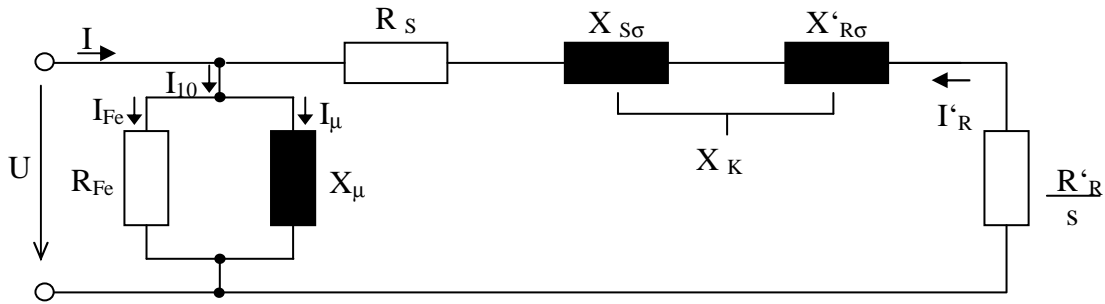 I
R S
X Sσ
X‘Rσ
I10
IFe
Iμ
I‘R
X K
U
RFe
Xμ
R‘R
s